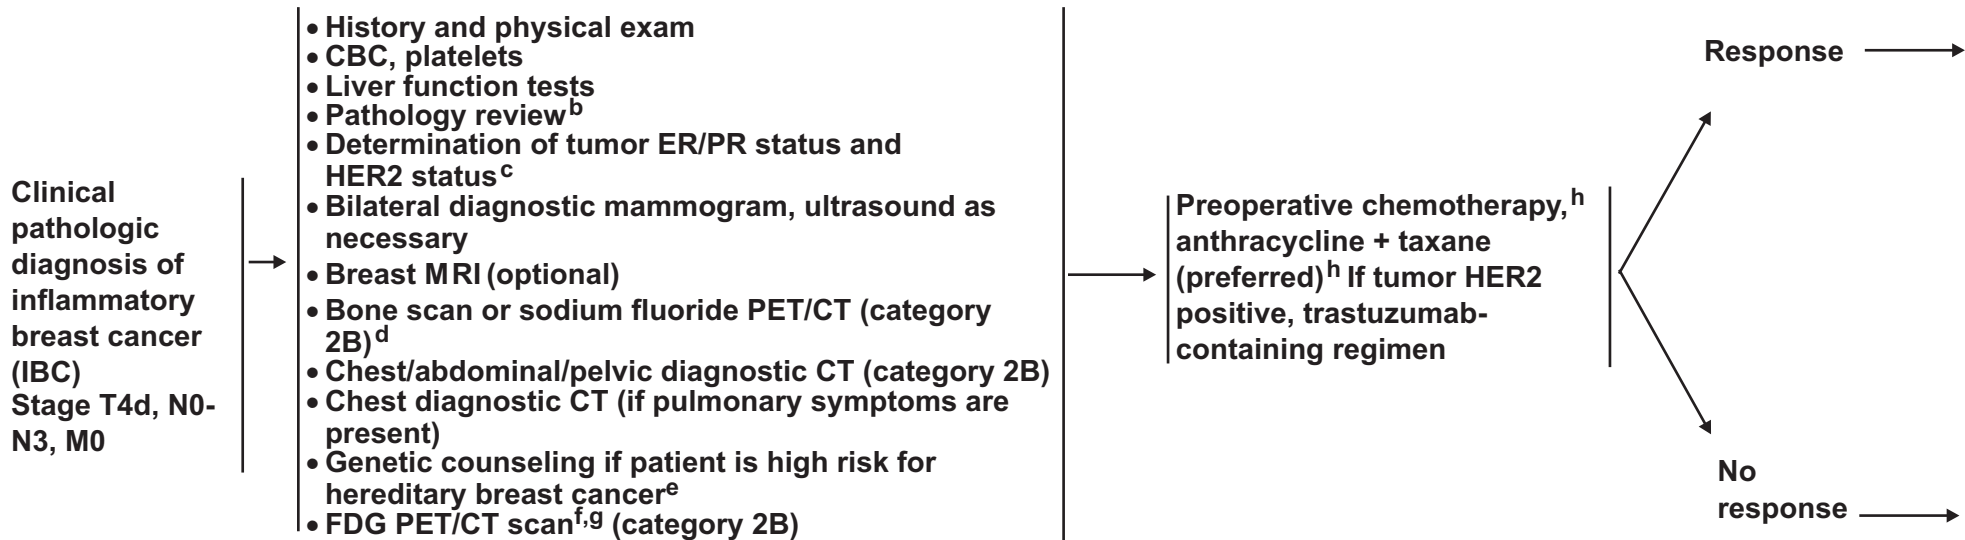 Clinical
pathologic
diagnosis of
inflammatory
breast cancer
(IBC)
Stage T4d, N0-
N3, M0
• History and physical exam
• CBC, platelets
• Liver function tests
• Pathology review b
• Determination of tumor ER/PR status and
HER2 status c
• Bilateral diagnostic mammogram, ultrasound as
necessary
• Breast MRI (optional)
• Bone scan or sodium fluoride PET/CT (category
2B) d
• Chest/abdominal/pelvic diagnostic CT (category 2B)
• Chest diagnostic CT (if pulmonary symptoms are
present)
• Genetic counseling if patient is high risk for
hereditary breast cancer e
• FDG PET/CT scan f,g (category 2B)
Preoperative chemotherapy, h
anthracycline + taxane
(preferred) h If tumor HER2
positive, trastuzumab-
containing regimen
Response
No
response